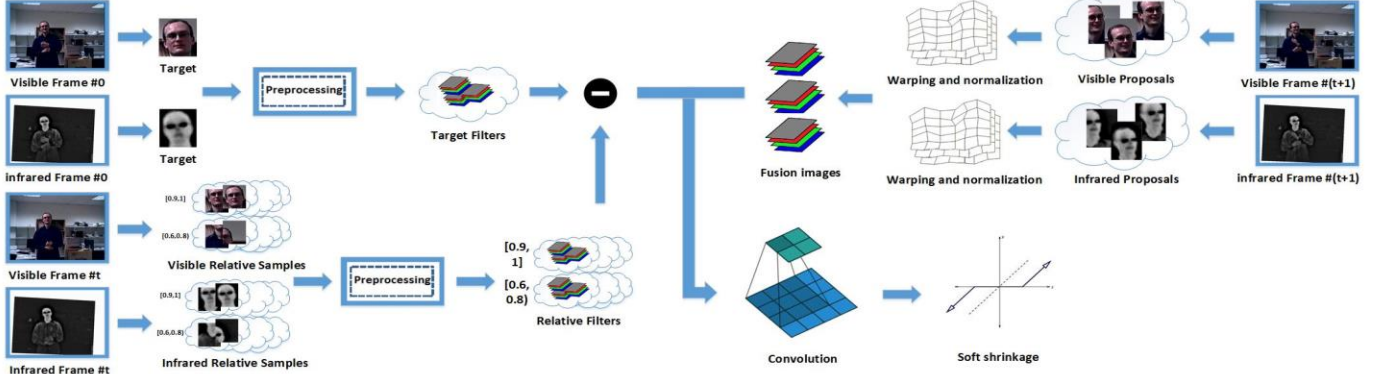 Visible Frame #0
Target
Preprocessing
Target Filters
infrared Frame #0
Target
Fusion images
Warping and normalization
Visible Proposals
Visible Frame #(t+1)
Warping and normalization
Infrared Proposals
infrared Frame #(t+1)
[0.9,1]
[0.6,0.8)
Visible Frame #t
Visible Relative Samples
[0.9,1]
[0.6,0.8)
Infrared Frame #t
Infrared Relative Samples
Preprocessing
[0.9,
1]
[0.6,
0.8)
Relative Filters
Convolution
Soft shrinkage